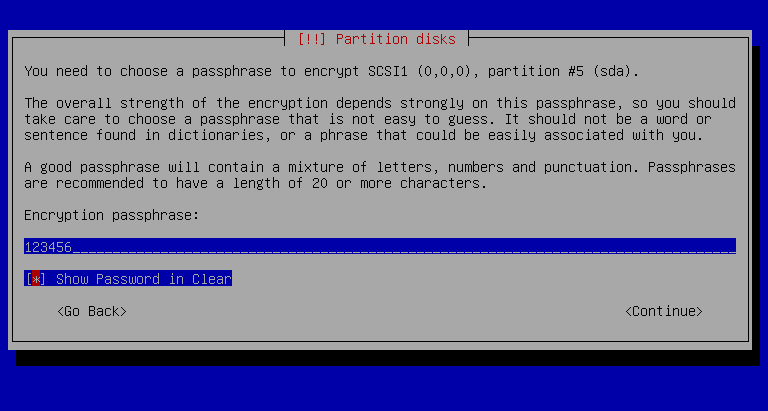 [!!] Partition disks
You need to choose a passphrase to encrypt SCSI1 (0,0,0), partition #5 (sda).
The overall strength of the encryption depends strongly on this passphrase, so you should
take care to choose a passphrase that is not easy to guess. It should not be a word or
sentence found in dictionaries, or a phrase that could be easily associated with you.
A good passphrase will contain a mixture of letters, numbers and punctuation. Passphrases
are recommended to have a length of 20 or more characters.
Encryption passphrase:
123456
[*] Show Password in Clear
<Go Back> <Continue>